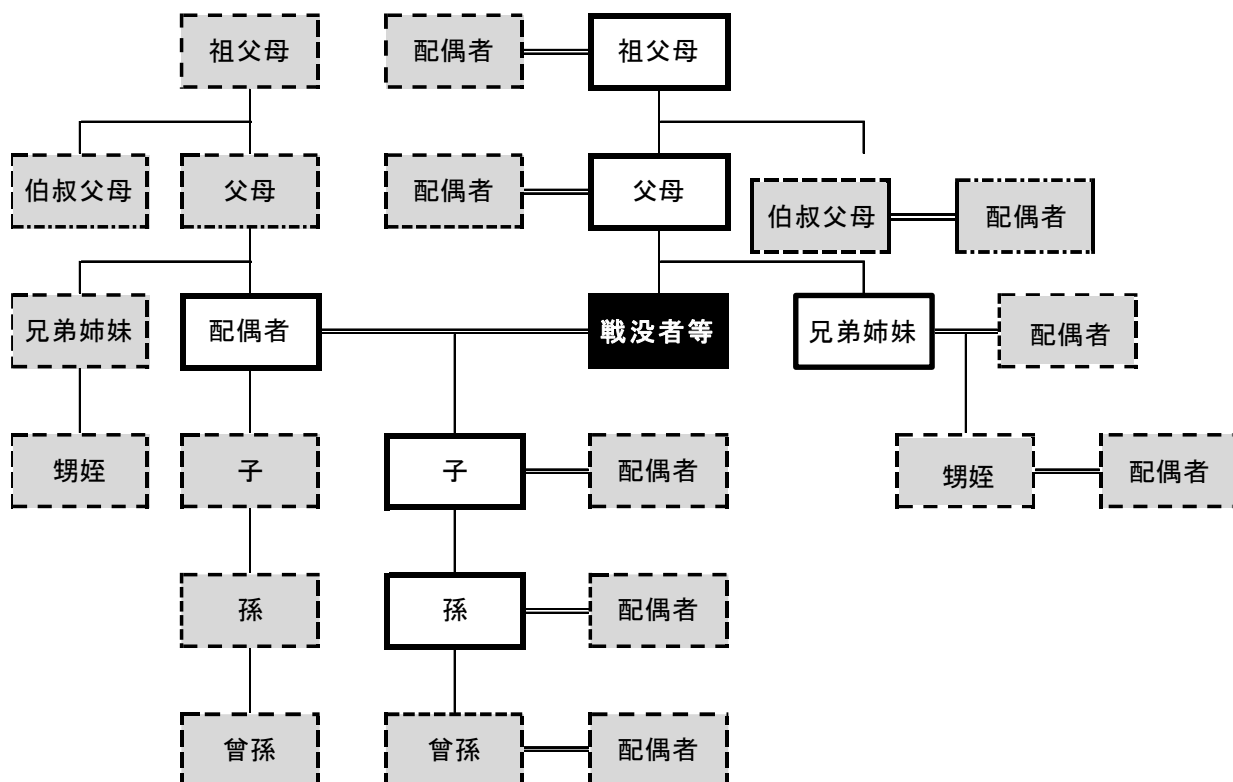 祖父母
配偶者
祖父母
伯叔父母
父母
配偶者
父母
伯叔父母
配偶者
兄弟姉妹
配偶者
戦没者等
兄弟姉妹
配偶者
甥姪
子
子
配偶者
甥姪
配偶者
孫
孫
配偶者
曾孫
曾孫
配偶者